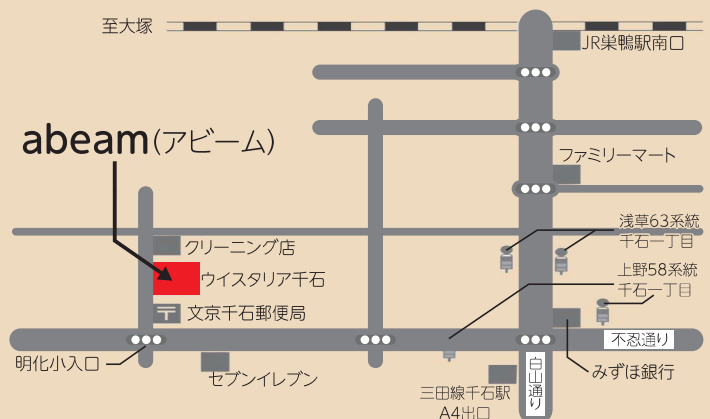 至大塚
JR巣鴨駅南口
abeam(アビーム)
ファミリーマート
浅草63系統
千石一丁目
クリーニング店
上野58系統
千石一丁目
ウイスタリア千石
〒
文京千石郵便局
不忍通り
明化小入口
セブンイレブン
白山通り
みずほ銀行
三田線千石駅
A4出口